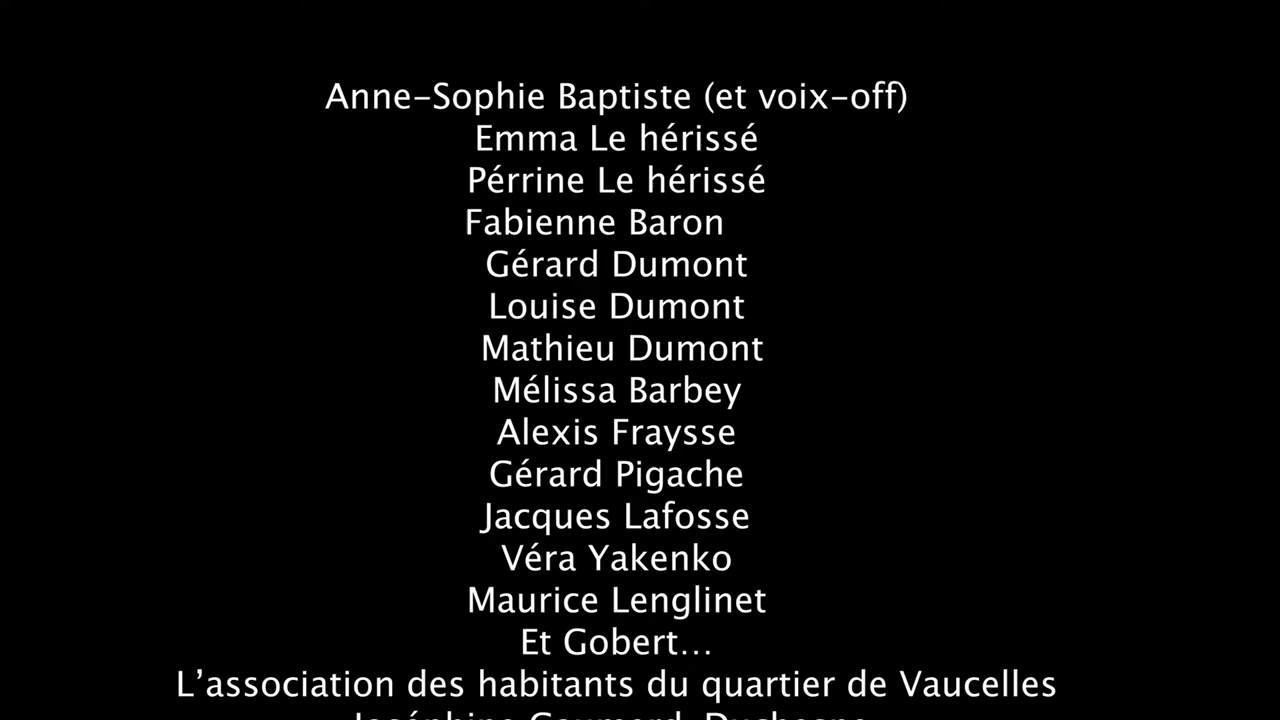 Anne-Sophie Baptiste (et voix-off)
Emma Le hérissé
Pérrine Le hérissé
Fabienne Baron
Gérard Dumont
Louise Dumont
Mathieu Dumont
Mélissa Barbey
Alexis Fraysse
Gérard Pigache
Jacques Lafosse
Véra Yakenko
Maurice Lenglinet
Et Gobert…
L’association des habitants du quartier de Vaucelles